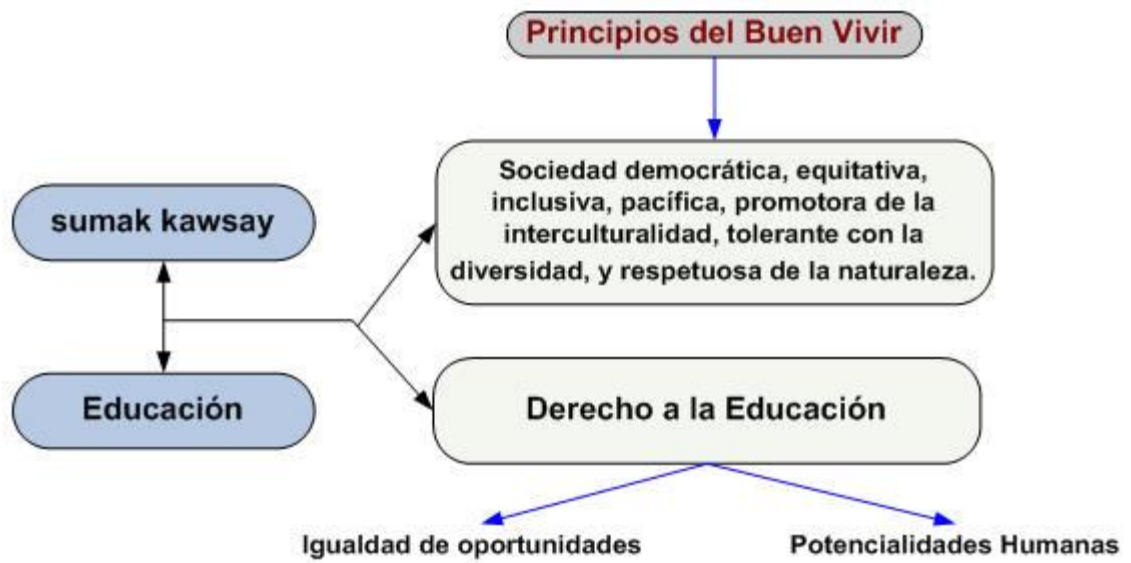 Principios del Buen Vivir
Sociedad democrática, equitativa,
inclusiva, pacífica, promotora de la
interculturalidad, tolerante con la
diversidad, y respetuosa de la naturaleza.
sumak kawsay
Educación
Derecho a la Educación
Igualdad de oportunidades
Potencialidades Humanas